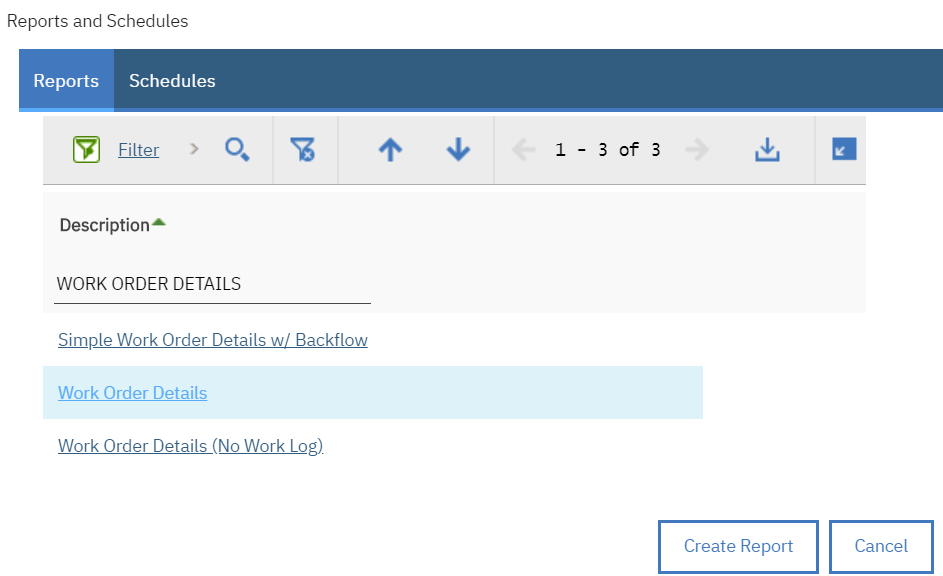 Reports and Schedules
Reports Schedules
Filter 1 - 3 of 3
Description
WORK ORDER DETAILS
Simple Work Order Details w/ Backflow
Work Order Details
Work Order Details (No Work Log)
Create Report Cancel